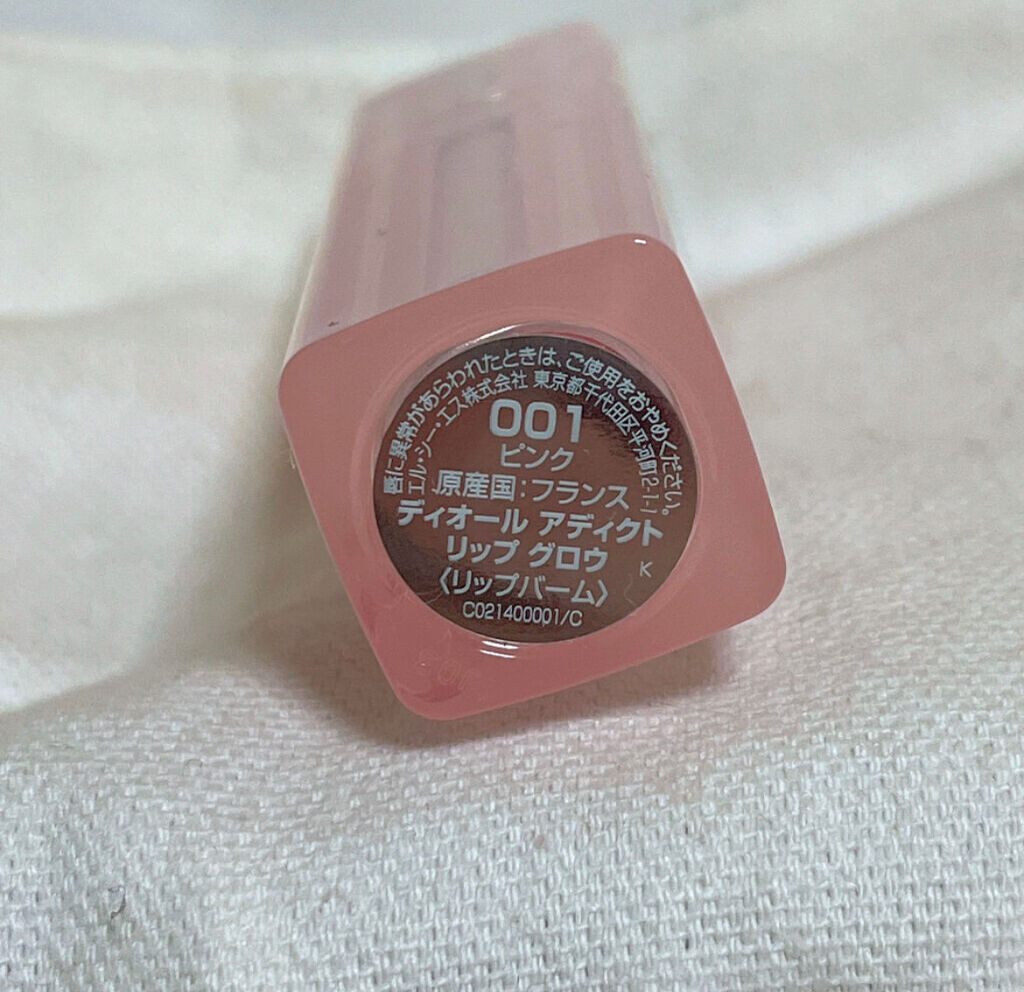 唇に異常があらわれたときは、ご使用をおやめください。
エル・シー・エス株式会社 東京都千代田区平河町2-1-1
001
ピンク
原産国:フランス
ディオール アディクト
リップ グロウ
K
〈リップバーム〉
C021400001/C